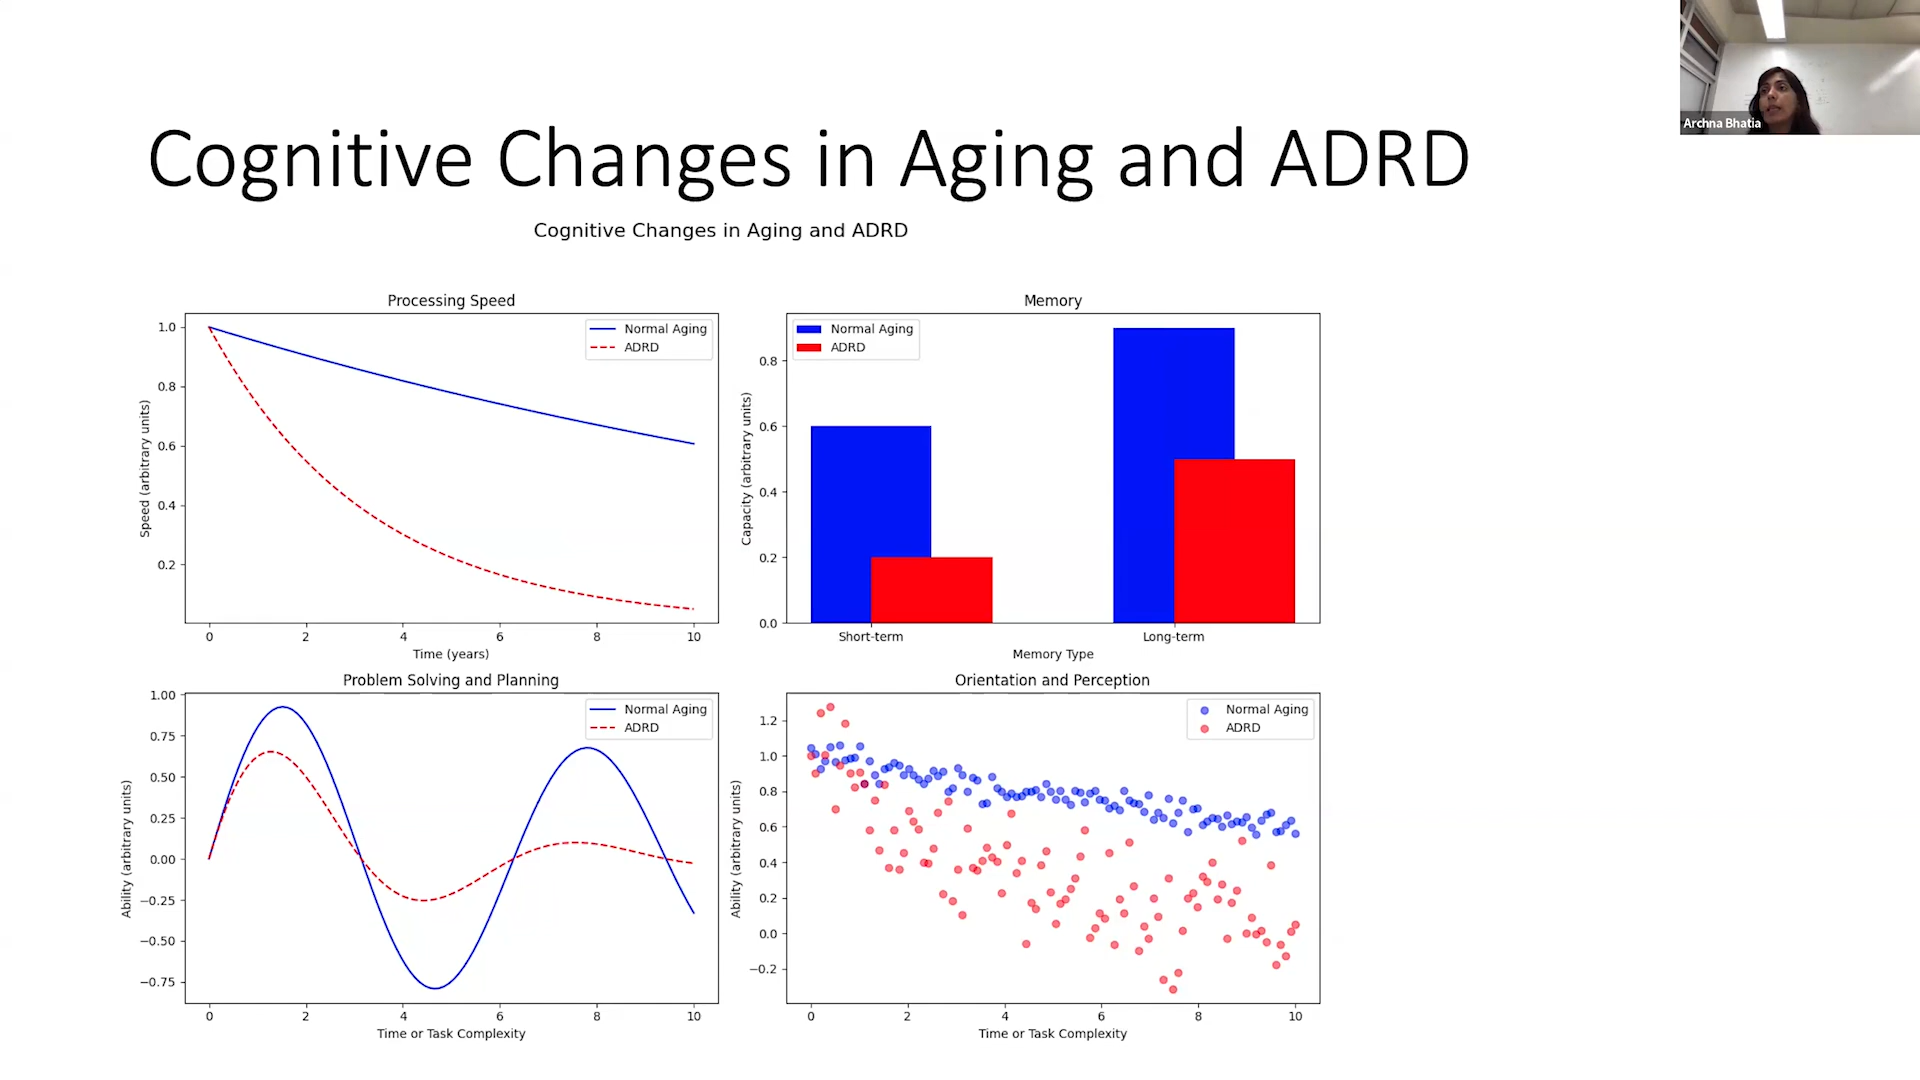 Archna Bhatia
Cognitive Changes in Aging and ADRD
Cognitive Changes in Aging and ADRD
Processing Speed
Normal Aging
ADRD
1.0
0.8
0.6
0.4
0.2
Speed (arbitrary units)
0 2 4 6 8 10
Time (years)
Memory
Normal Aging
ADRD
0.8
0.6
0.4
0.2
0.0
Capacity (arbitrary units)
Short-term Long-term
Memory Type
Problem Solving and Planning
Normal Aging
ADRD
1.00
0.75
0.50
0.25
0.00
−0.25
−0.50
−0.75
Ability (arbitrary units)
0 2 4 6 8 10
Time or Task Complexity
Orientation and Perception
Normal Aging
ADRD
1.2
1.0
0.8
0.6
0.4
0.2
0.0
−0.2
Ability (arbitrary units)
0 2 4 6 8 10
Time or Task Complexity